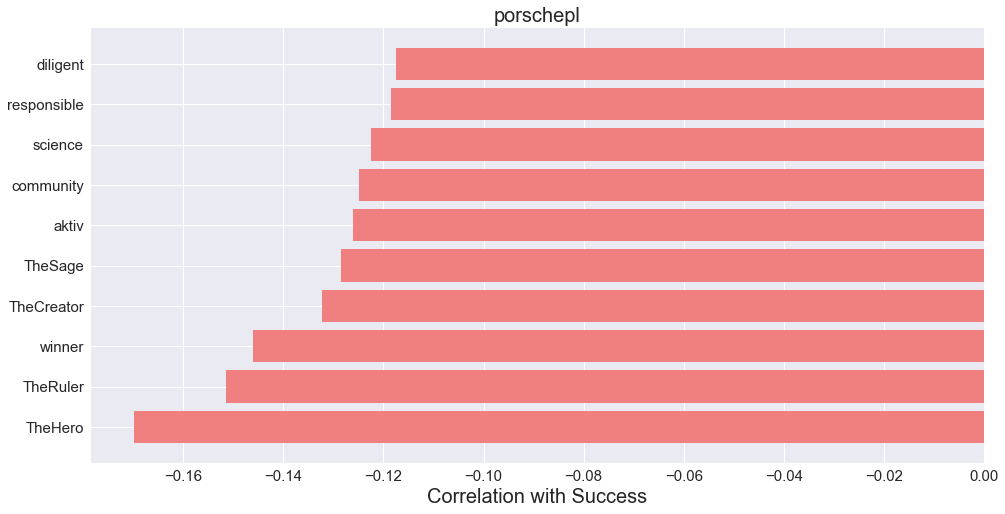 porschepl
diligent
responsible
science
community
aktiv
TheSage
TheCreator
winner
TheRuler
TheHero
−0.16 −0.14 −0.12 −0.10 −0.08 −0.06 −0.04 −0.02 0.00
Correlation with Success